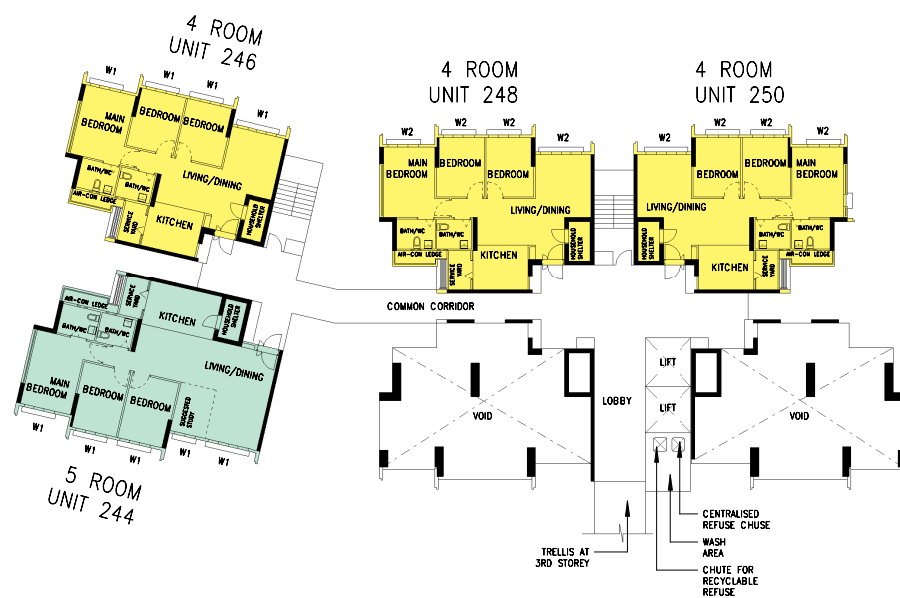 4 ROOM
UNIT 246
W1
W1
W1
W1
MAIN
BEDROOM
BEDROOM
BEDROOM
BATH/WC
BATH/WC
LIVING/DINING
AIR-CON LEDGE
SERVICE
YARD
KITCHEN
HOUSEHOLD
SHELTER
4 ROOM
UNIT 248
W2
W2
W2
W2
MAIN
BEDROOM
BEDROOM
BEDROOM
LIVING/DINING
BATH/WC
BATH/WC
AIR-CON LEDGE
SERVICE
YARD
KITCHEN
HOUSEHOLD
SHELTER
4 ROOM
UNIT 250
W2
W2
W2
W2
BEDROOM
BEDROOM
MAIN
BEDROOM
LIVING/DINING
BATH/WC
BATH/WC
AIR-CON LEDGE
SERVICE
YARD
KITCHEN
HOUSEHOLD
SHELTER
COMMON CORRIDOR
AIR-CON LEDGE
SERVICE
YARD
BATH/WC
BATH/WC
KITCHEN
HOUSEHOLD
SHELTER
LIVING/DINING
MAIN
BEDROOM
BEDROOM
BEDROOM
SUGGESTED
STUDY
W1
W1
W1
W1
W1
5 ROOM
UNIT 244
VOID
LOBBY
LIFT
LIFT
VOID
TRELLIS AT
3RD STOREY
CENTRALISED
REFUSE CHUSE
WASH
AREA
CHUTE FOR
RECYCLABLE
REFUSE